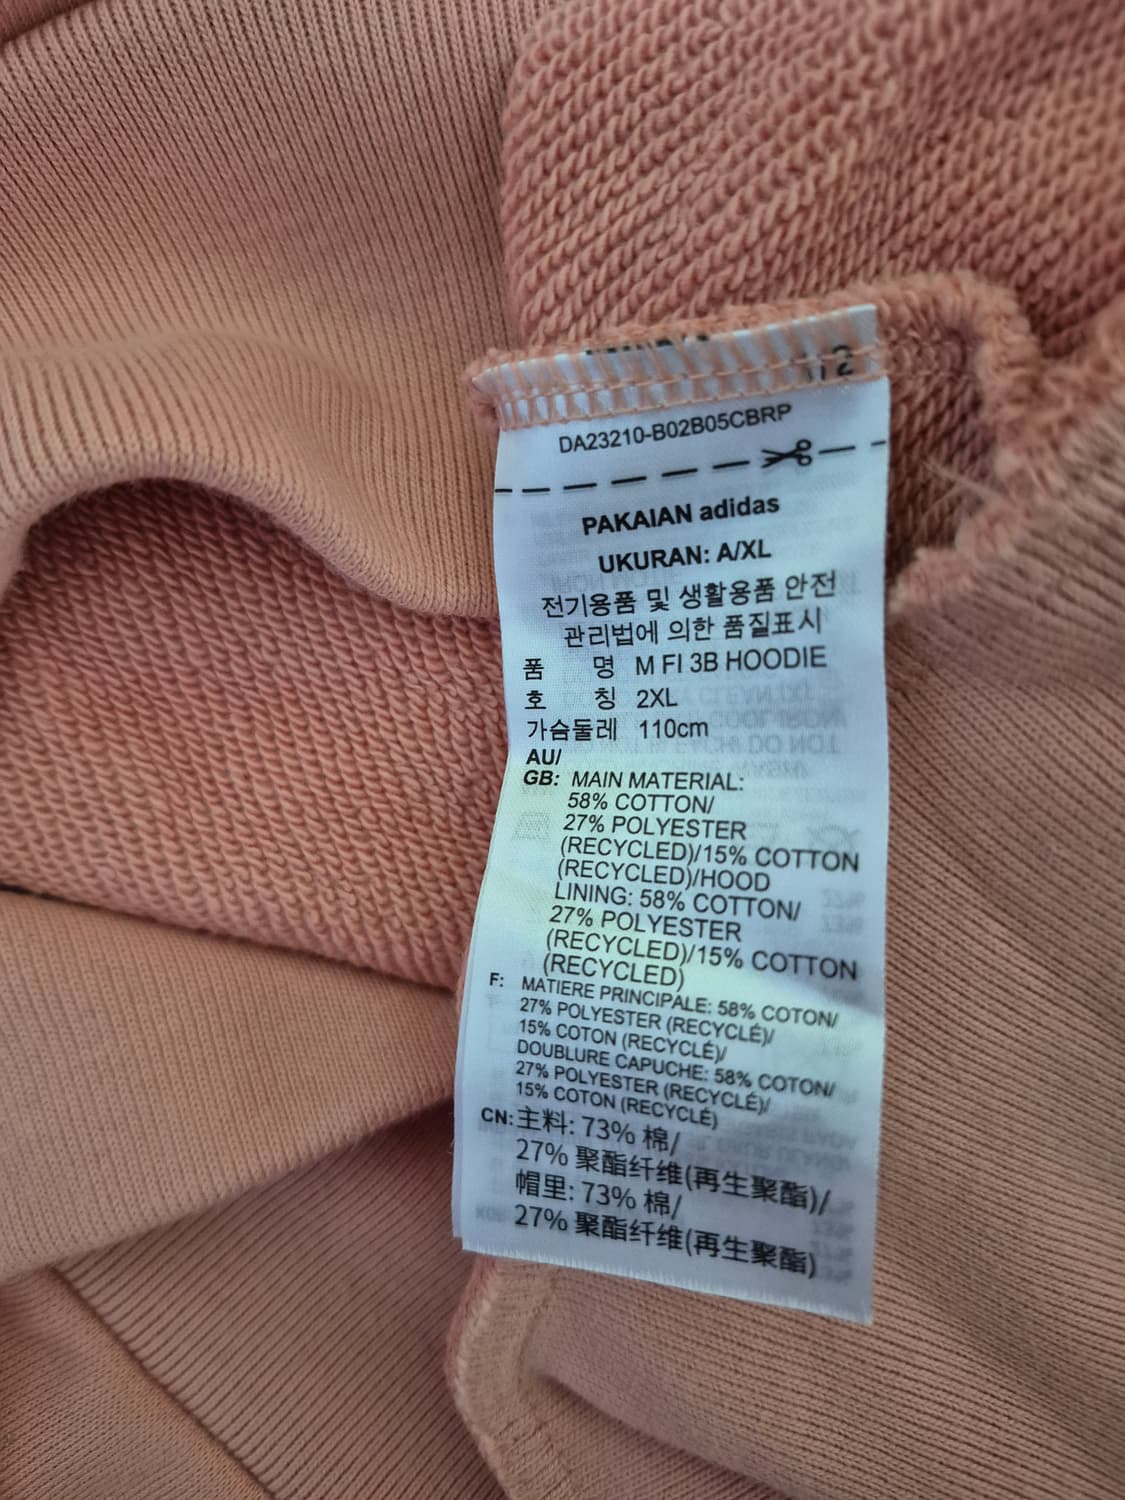 /2
DA23210-B02B05CBRP
PAKAIAN adidas
UKURAN: A/XL
전기용품 및 생활용품 안전
관리법에 의한 품질표시
품 명 M FI 3B HOODIE
호 칭 2XL
가슴둘레 110cm
AU/
GB: MAIN MATERIAL:
58% COTTON/
27% POLYESTER
(RECYCLED)/15% COTTON
(RECYCLED)/HOOD
LINING: 58% COTTON/
27% POLYESTER
(RECYCLED)/15% COTTON
(RECYCLED)
F: MATIERE PRINCIPALE: 58% COTON/
27% POLYESTER (RECYCLÉ)/
15% COTON (RECYCLÉ)/
DOUBLURE CAPUCHE: 58% COTON/
27% POLYESTER (RECYCLÉ)/
15% COTON (RECYCLÉ)
CN: 主料: 73% 棉/
27% 聚酯纤维(再生聚酯)/
帽里: 73% 棉/
27% 聚酯纤维(再生聚酯)